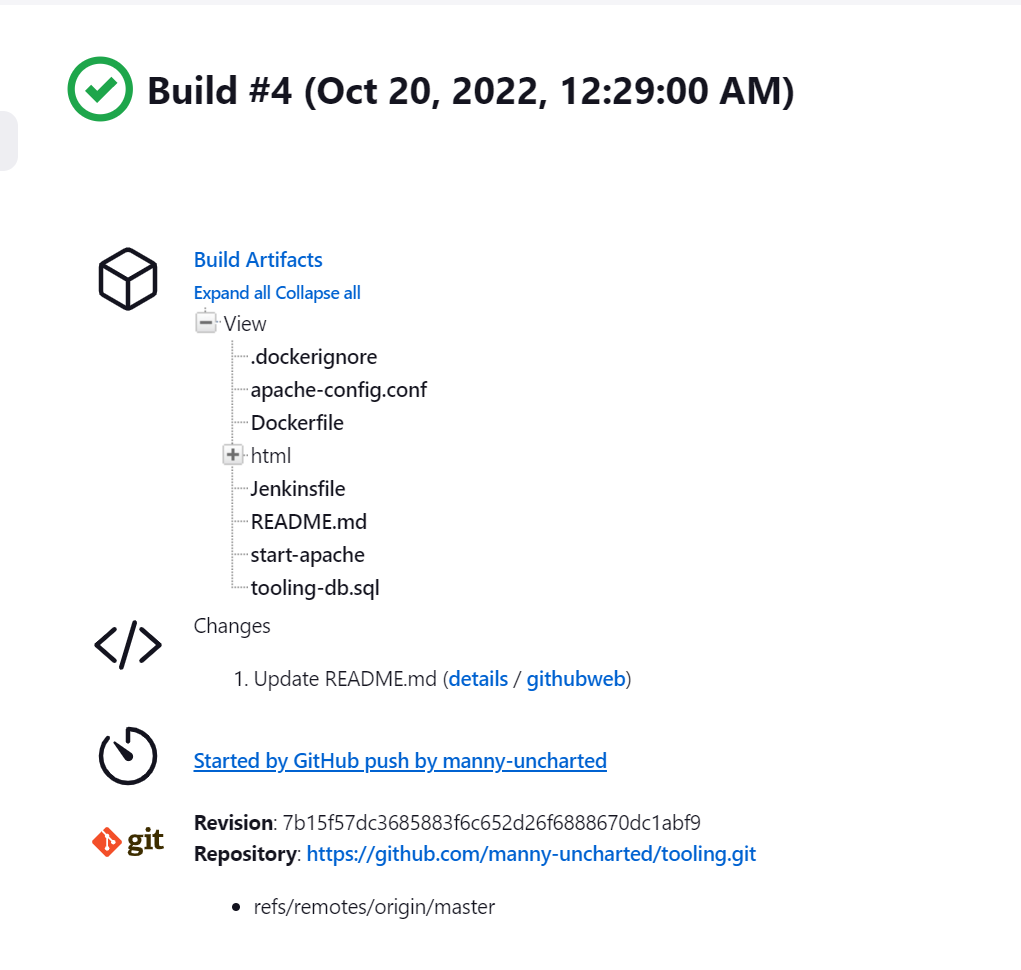 Build #4 (Oct 20, 2022, 12:29:00 AM)
Build Artifacts
Expand all Collapse all
View
.dockerignore
apache-config.conf
Dockerfile
html
Jenkinsfile
README.md
start-apache
tooling-db.sql
Changes
1. Update README.md (details / githubweb)
Started by GitHub push by manny-uncharted
git
Revision: 7b15f57dc3685883f6c652d26f6888670dc1abf9
Repository: https://github.com/manny-uncharted/tooling.git
refs/remotes/origin/master